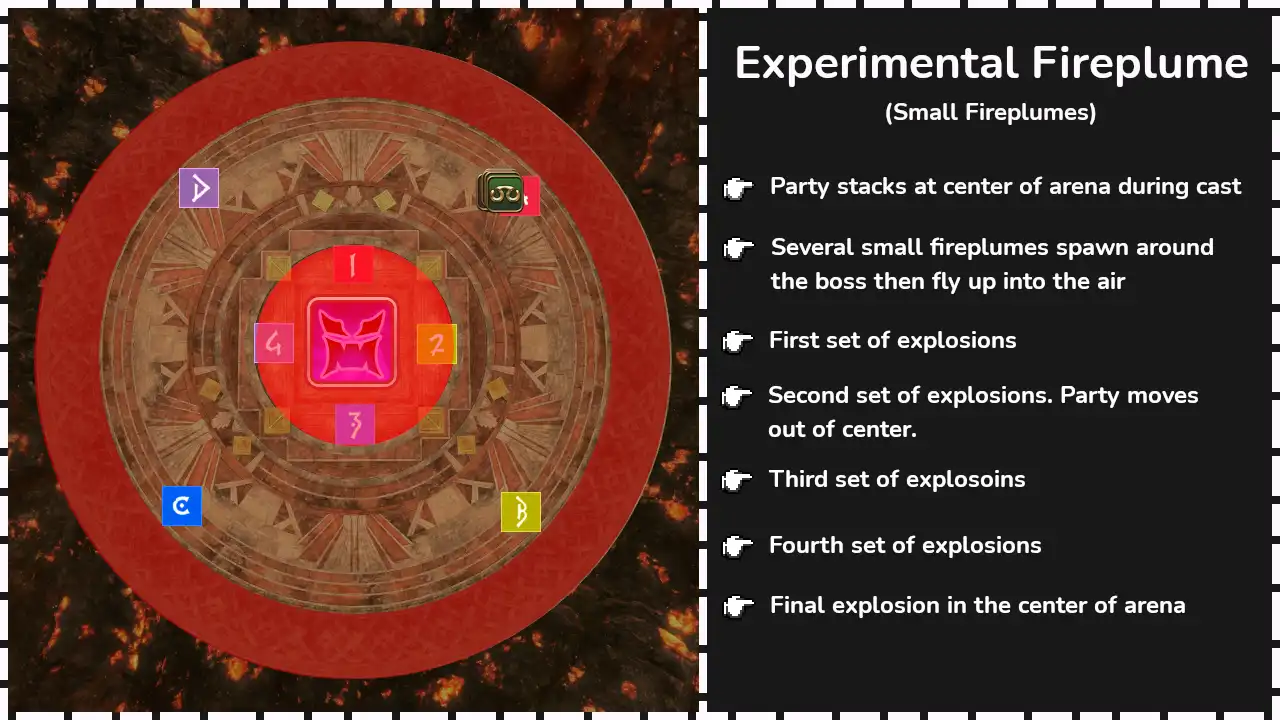 Experimental Fireplume
(Small Fireplumes)
Party stacks at center of arena during cast
Several small fireplumes spawn around
the boss then fly up into the air
First set of explosions
Second set of explosions. Party moves
out of center.
Third set of explosoins
Fourth set of explosions
Final explosion in the center of arena
D
1
4
2
3
C
B